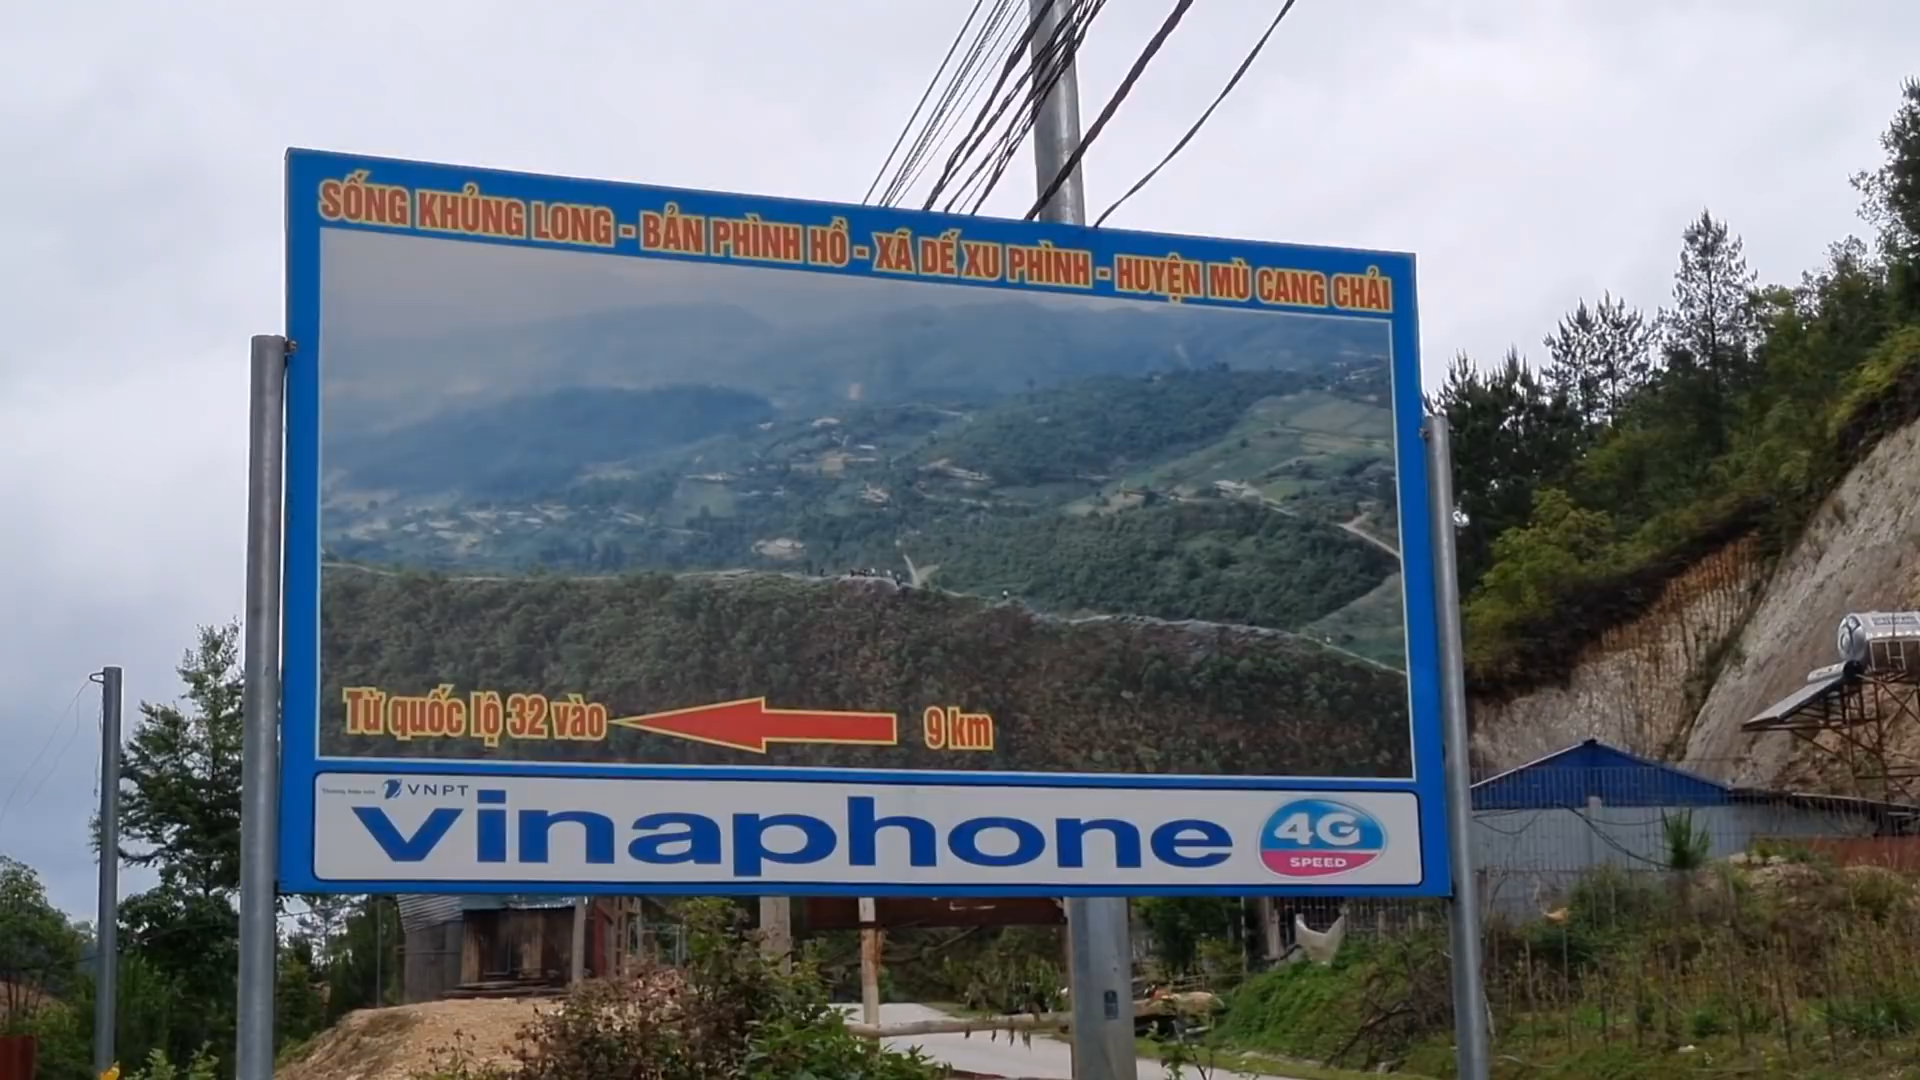 SỐNG KHỦNG LONG - BẢN PHÌNH HỒ - XÃ DẾ XU PHÌNH - HUYỆN MÙ CANG CHẢI
Từ quốc lộ 32 vào 9 km
VNPT
vinaphone
4G
SPEED